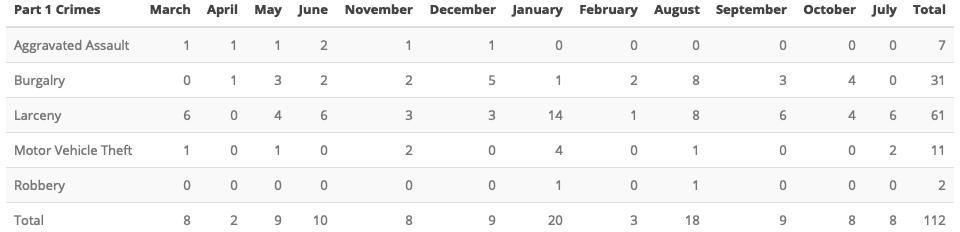 Part 1 Crimes March April May June November December January February August September October July Total
Aggravated Assault 1 1 1 2 1 1 0 0 0 0 0 0 7
Burgalry 0 1 3 2 2 5 1 2 8 3 4 0 31
Larceny 6 0 4 6 3 3 14 1 8 6 4 6 61
Motor Vehicle Theft 1 0 1 0 2 0 4 0 1 0 0 2 11
Robbery 0 0 0 0 0 0 1 0 1 0 0 0 2
Total 8 2 9 10 8 9 20 3 18 9 8 8 112